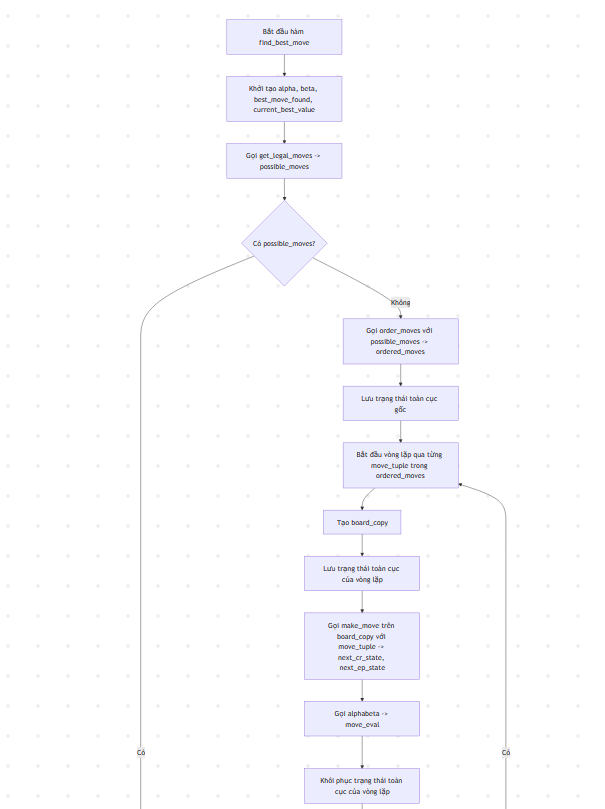 Bắt đầu hàm
find_best_move
Khởi tạo alpha, beta,
best_move_found,
current_best_value
Gọi get_legal_moves ->
possible_moves
Có possible_moves?
Không
Gọi order_moves với
possible_moves ->
ordered_moves
Lưu trạng thái toàn cục
gốc
Bắt đầu vòng lặp qua từng
move_tuple trong
ordered_moves
Tạo board_copy
Lưu trạng thái toàn cục
của vòng lặp
Gọi make_move trên
board_copy với
move_tuple ->
next_cr_state,
next_ep_state
Gọi alphabeta ->
move_eval
Có
Có
Khôi phục trạng thái toàn
cục của vòng lặp